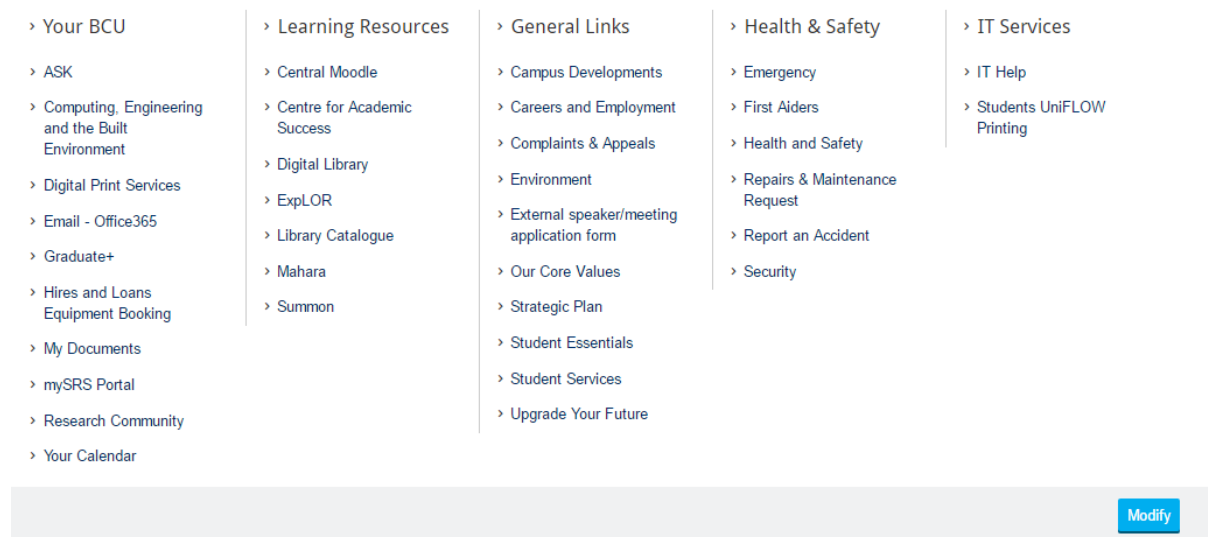 Your BCU
ASK
Computing, Engineering
and the Built
Environment
Digital Print Services
Email - Office365
Graduate+
Hires and Loans
Equipment Booking
My Documents
mySRS Portal
Research Community
Your Calendar
Learning Resources
Central Moodle
Centre for Academic
Success
Digital Library
ExpLOR
Library Catalogue
Mahara
Summon
General Links
Campus Developments
Careers and Employment
Complaints & Appeals
Environment
External speaker/meeting
application form
Our Core Values
Strategic Plan
Student Essentials
Student Services
Upgrade Your Future
Health & Safety
Emergency
First Aiders
Health and Safety
Repairs & Maintenance
Request
Report an Accident
Security
IT Services
IT Help
Students UniFLOW
Printing
Modify